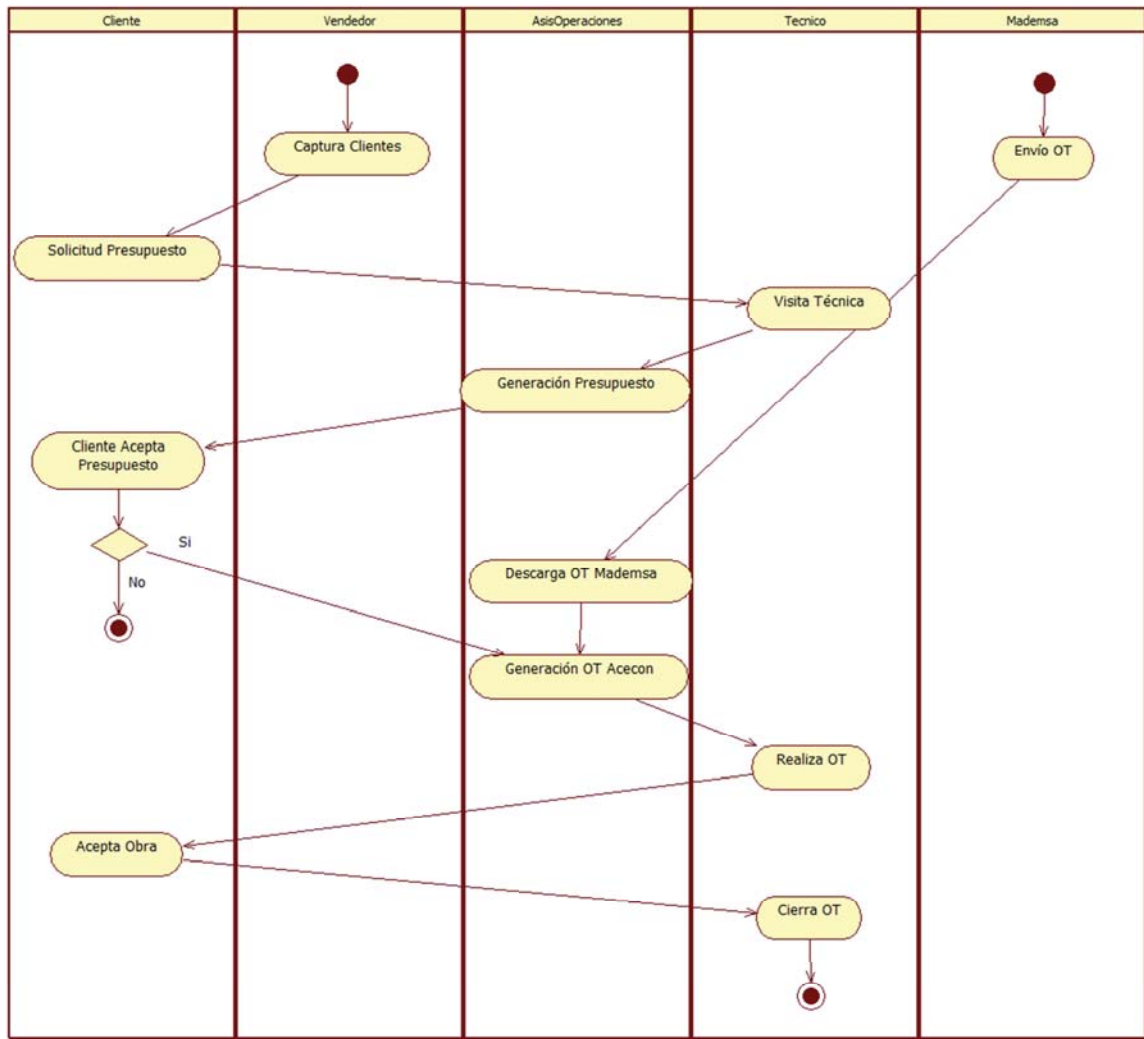 Cliente
Vendedor
AsisOperaciones
Tecnico
Mademsa
Captura Clientes
Envío OT
Solicitud Presupuesto
Visita Técnica
Generación Presupuesto
Cliente Acepta
Presupuesto
Si
No
Descarga OT Mademsa
Generación OT Acecon
Realiza OT
Acepta Obra
Cierra OT